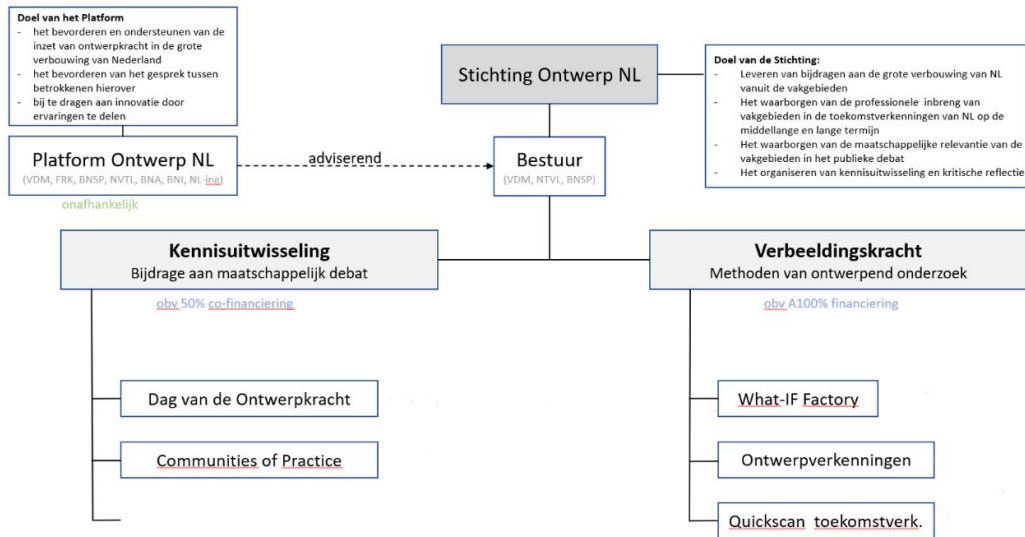 Doel van het Platform
- het bevorderen en ondersteunen van de
inzet van ontwerpkracht in de grote
verbouwing van Nederland
- het bevorderen van het gesprek tussen
betrokkenen hierover
- bij te dragen aan innovatie door
ervaringen te delen
Stichting Ontwerp NL
Doel van de Stichting:
- Leveren van bijdragen aan de grote verbouwing van NL
vanuit de vakgebieden
- Het waarborgen van de professionele inbreng van
vakgebieden in de toekomstverkenningen van NL op de
middellange en lange termijn
- Het waarborgen van de maatschappelijke relevantie van de
vakgebieden in het publieke debat
- Het organiseren van kennisuitwisseling en kritische reflectie
Platform Ontwerp NL
(VDM, FRK, BNSP, NVTL, BNA, BNI, NL-ing)
onafhankelijk
adviserend
Bestuur
(VDM, NTVL, BNSP)
Kennisuitwisseling
Bijdrage aan maatschappelijk debat
obv 50% co-financiering
Verbeeldingskracht
Methoden van ontwerpend onderzoek
obv A100% financiering
Dag van de Ontwerpkracht
Communities of Practice
What-IF Factory
Ontwerpverkenningen
Quickscan toekomstverk.